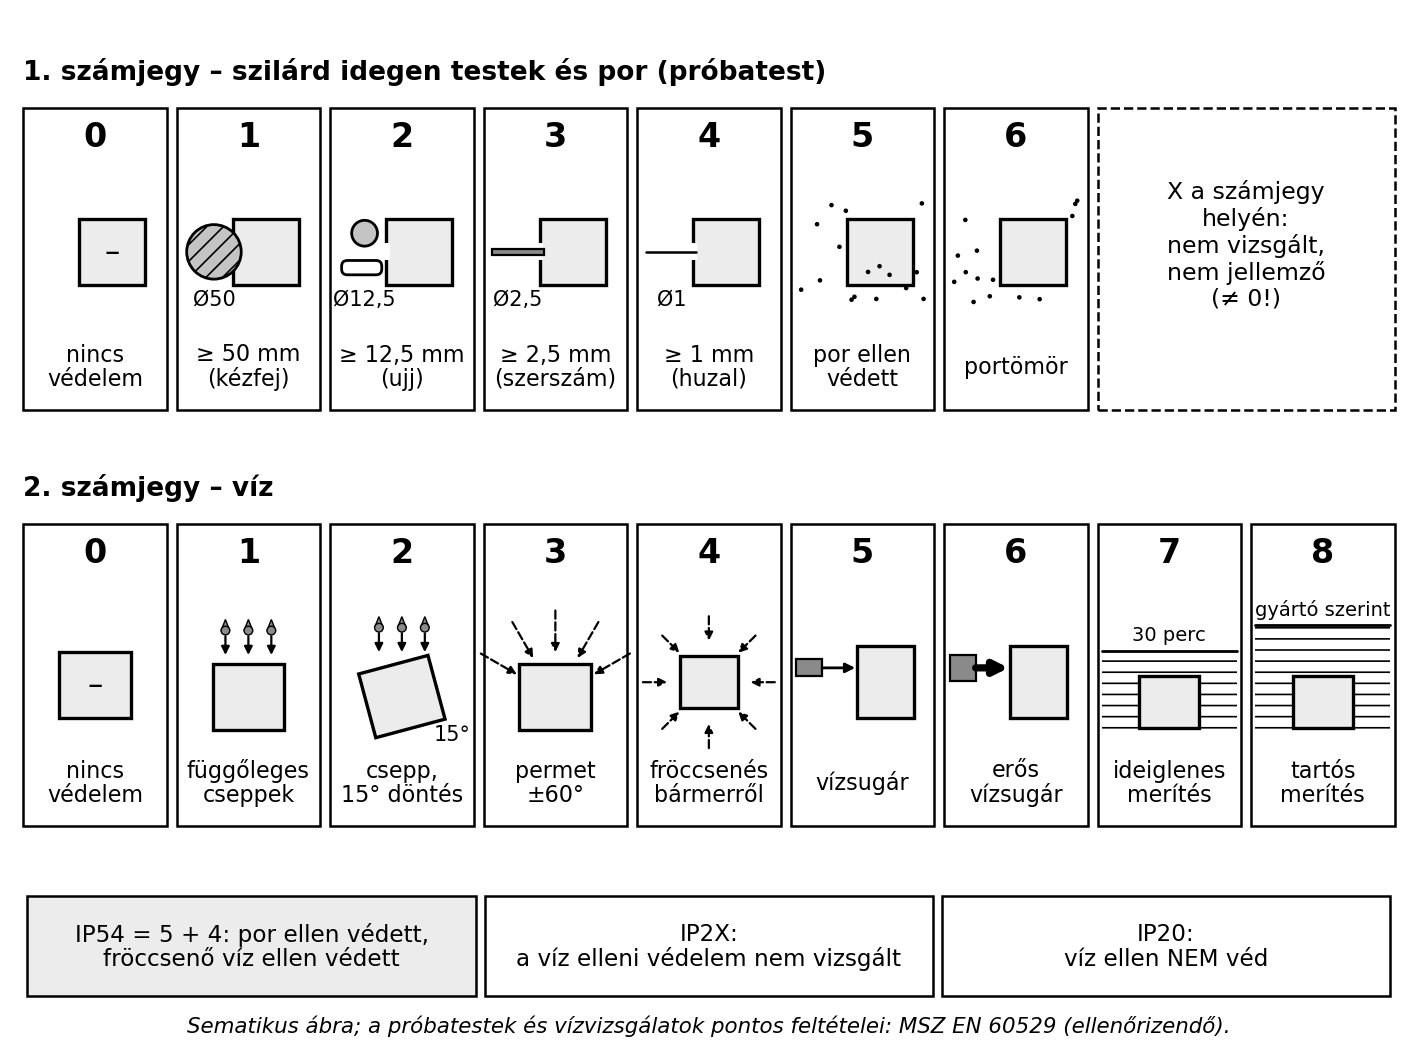 1. számjegy – szilárd idegen testek és por (próbatest)
0
1
2
3
4
5
6
–
Ø50
Ø12,5
Ø2,5
Ø1
nincs
védelem
≥ 50 mm
(kézfej)
≥ 12,5 mm
(ujj)
≥ 2,5 mm
(szerszám)
≥ 1 mm
(huzal)
por ellen
védett
portömör
X a számjegy
helyén:
nem vizsgált,
nem jellemző
(≠ 0!)
2. számjegy – víz
0
1
2
3
4
5
6
7
8
–
15°
30 perc
gyártó szerint
nincs
védelem
függőleges
cseppek
csepp,
15° döntés
permet
±60°
fröccsenés
bármerről
vízsugár
erős
vízsugár
ideiglenes
merítés
tartós
merítés
IP54 = 5 + 4: por ellen védett,
fröccsenő víz ellen védett
IP2X:
a víz elleni védelem nem vizsgált
IP20:
víz ellen NEM véd
Sematikus ábra; a próbatestek és vízvizsgálatok pontos feltételei: MSZ EN 60529 (ellenőrizendő).